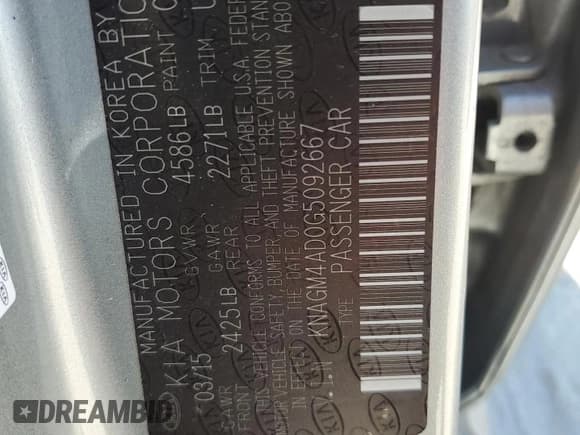 MANUFACTURED IN KOREA BY
KIA MOTORS CORPORATIO
03/15 GVWR 4586LB PAINT
GAWR FRONT 2425LB GAWR REAR 2271LB TRIM
THIS VEHICLE CONFORMS TO ALL APPLICABLE U.S.A. FEDER
VEHICLE SAFETY, BUMPER, AND THEFT PREVENTION STAN
IN EFFECT ON THE DATE OF MANUFACTURE SHOWN ABO
V.I.N: KNAGM4AD0G5092667
TYPE: PASSENGER CAR
DREAMBID